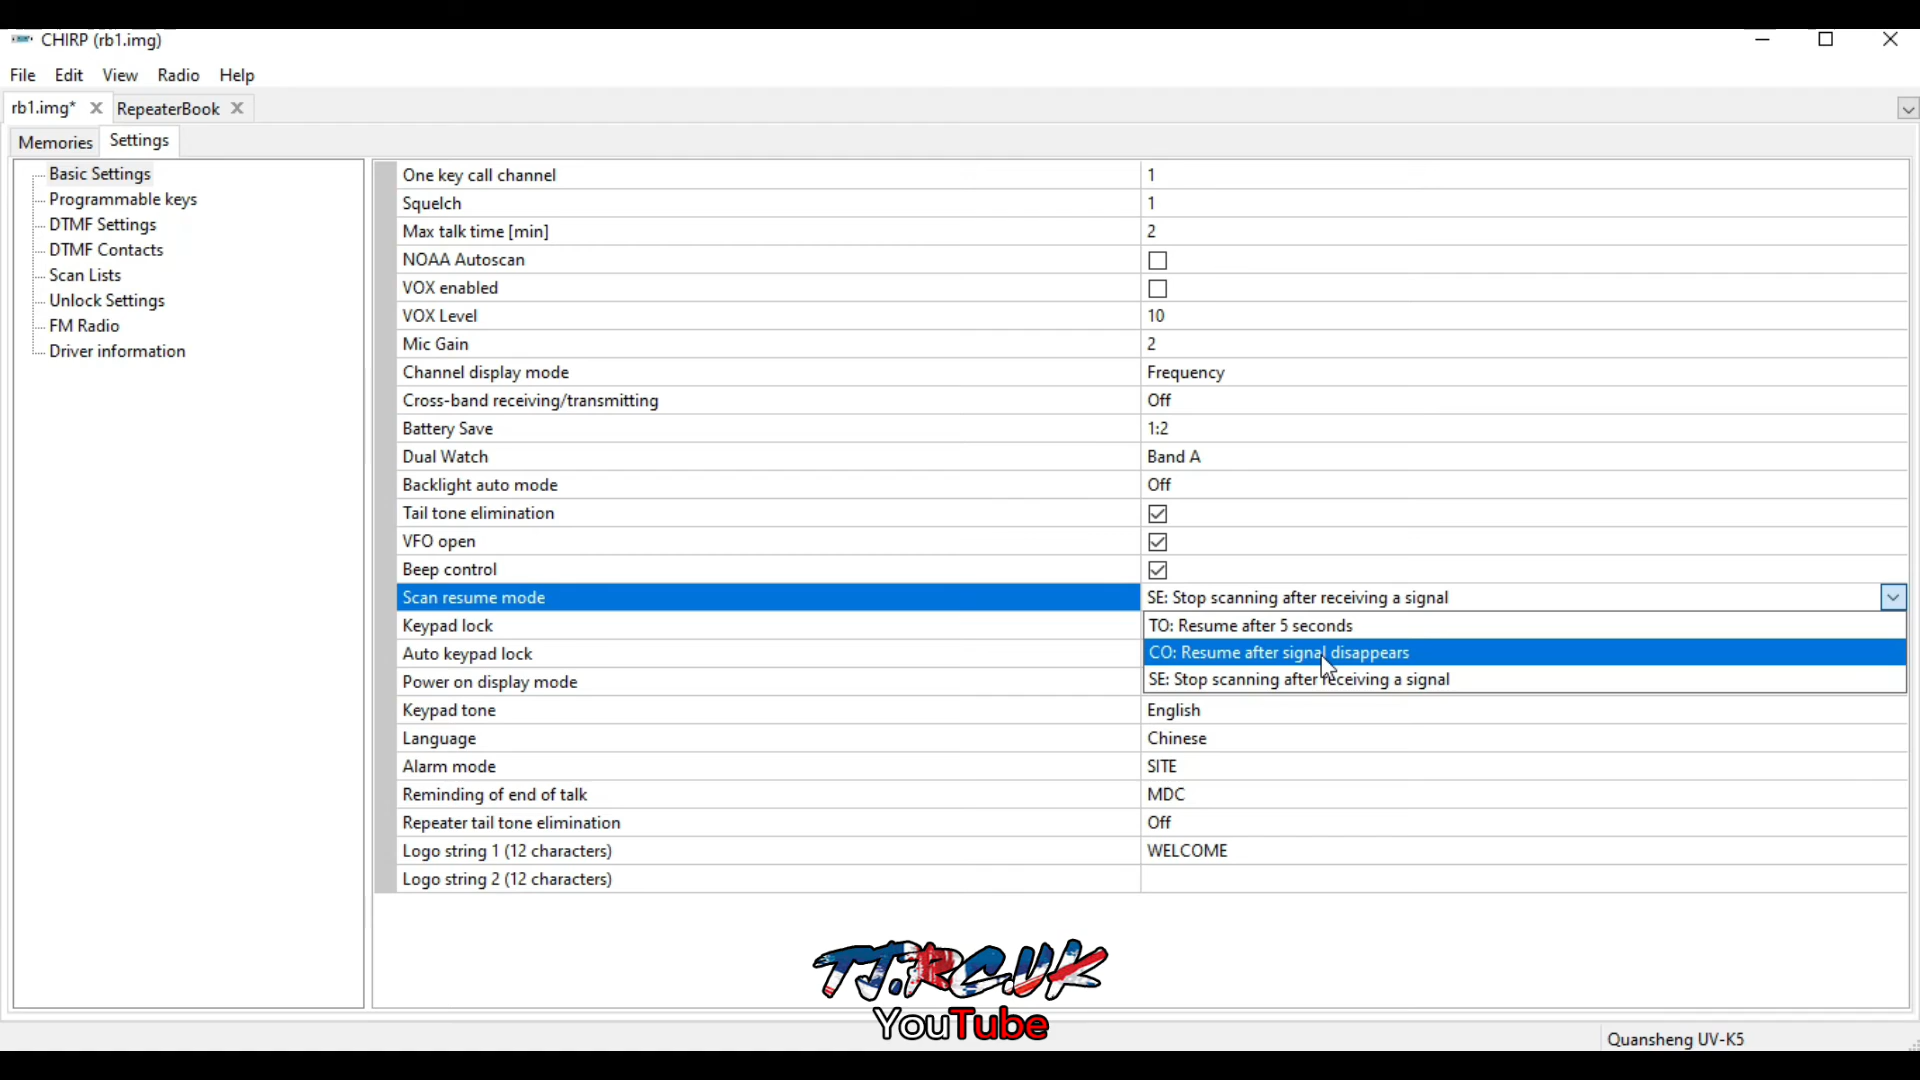 CHIRP (rb1.img)
File Edit View Radio Help
rb1.img* RepeaterBook
Memories Settings
Basic Settings
Programmable keys
DTMF Settings
DTMF Contacts
Scan Lists
Unlock Settings
FM Radio
Driver information
One key call channel 1
Squelch 1
Max talk time [min] 2
NOAA Autoscan
VOX enabled
VOX Level 10
Mic Gain 2
Channel display mode Frequency
Cross-band receiving/transmitting Off
Battery Save 1:2
Dual Watch Band A
Backlight auto mode Off
Tail tone elimination
VFO open
Beep control
Scan resume mode SE: Stop scanning after receiving a signal
Keypad lock TO: Resume after 5 seconds
Auto keypad lock CO: Resume after signal disappears
Power on display mode SE: Stop scanning after receiving a signal
Keypad tone English
Language Chinese
Alarm mode SITE
Reminding of end of talk MDC
Repeater tail tone elimination Off
Logo string 1 (12 characters) WELCOME
Logo string 2 (12 characters)
TJ.RC.UK
YouTube
Quansheng UV-K5